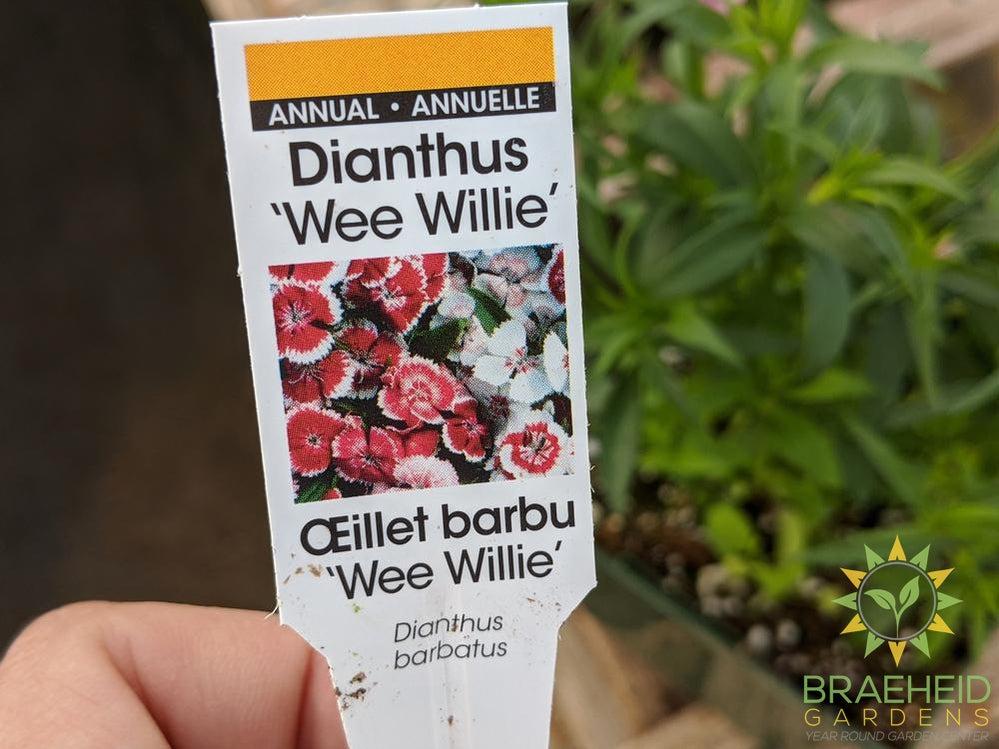 ANNUAL • ANNUELLE
Dianthus
'Wee Willie'
Œillet barbu
'Wee Willie'
Dianthus
barbatus
BRAEHEID
GARDENS
YEAR ROUND GARDEN CENTER